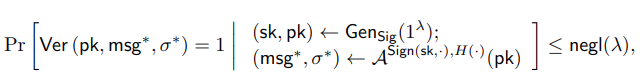 Pr [ Ver (pk, msg*, σ*) = 1 | (sk, pk) ← Gen_Sig(1^λ);
(msg*, σ*) ← 𝒜^{Sign(sk,·),H(·)}(pk) ] ≤ negl(λ),